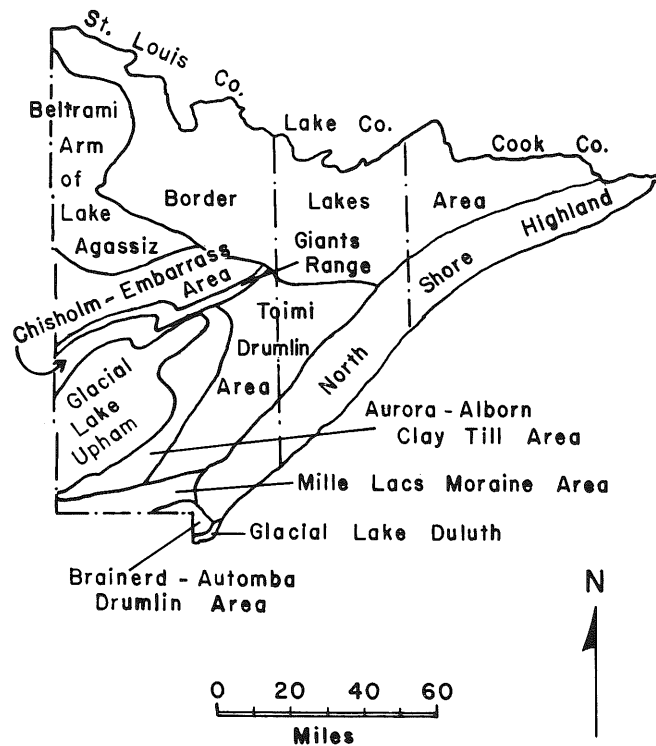 St. Louis Co.
Lake Co.
Cook Co.
Beltrami
Arm
of
Lake
Agassiz
Border Lakes Area
North Shore Highland
Giants
Range
Chisholm - Embarrass
Area
Toimi
Drumlin
Area
Glacial
Lake
Upham
Aurora - Alborn
Clay Till Area
Mille Lacs Moraine Area
Glacial Lake Duluth
Brainerd - Automba
Drumlin Area
N
0 20 40 60
Miles